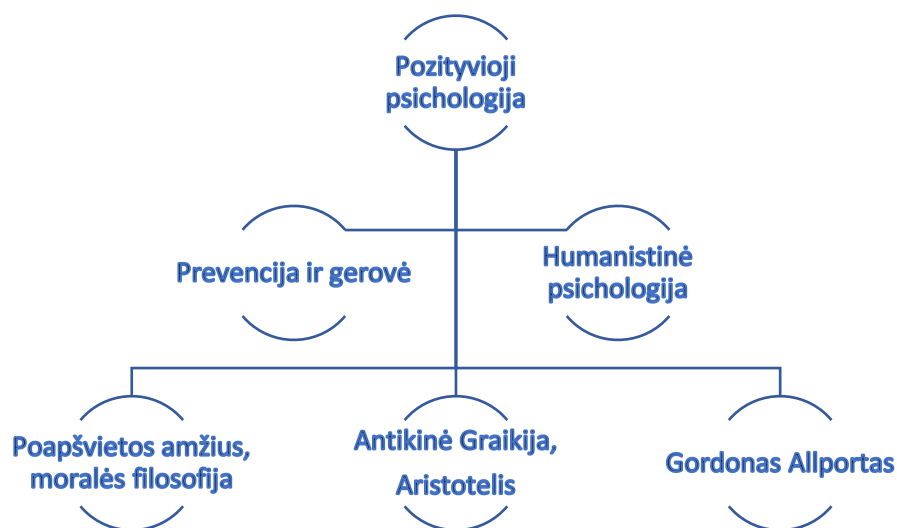 Pozityvioji
psichologija
Prevencija ir gerovė
Humanistinė
psichologija
Poapšvietos amžius,
moralės filosofija
Antikinė Graikija,
Aristotelis
Gordonas Allportas